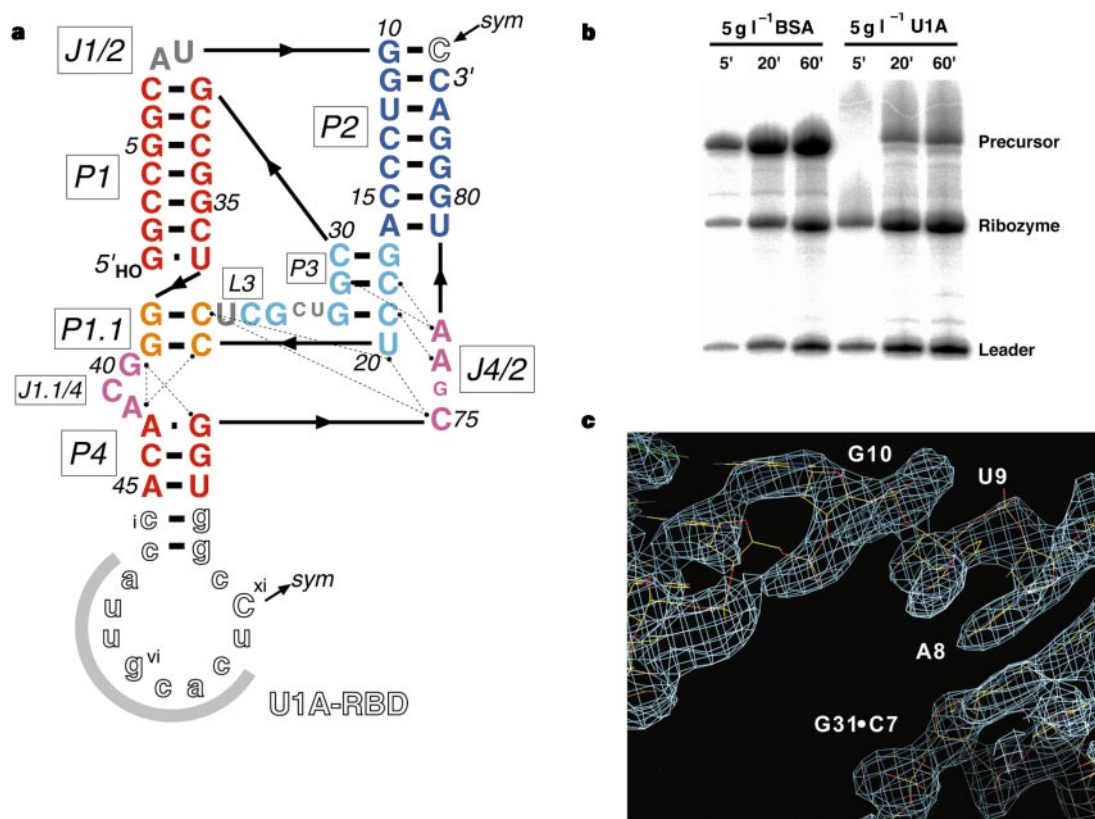 a
J1/2
A U
10
sym
G C
C G
G C 3'
G C
P2
U A
5 G C
C G
P1
C G
C G 35
C G
15 C G 80
G C
30
A U
5'HO G U
C G C
P3
G C
L3
P1.1
G C U C G C U G C A
G C
U A
20
J4/2
40 G
G
J1.1/4
C
A
C 75
P4
A G
C G
45 A U
i c g
c g
a c
u C xi sym
u u
g vi c
c a
U1A-RBD
b
5 g l⁻¹ BSA 5 g l⁻¹ U1A
5' 20' 60' 5' 20' 60'
Precursor
Ribozyme
Leader
c
G10
U9
A8
G31•C7